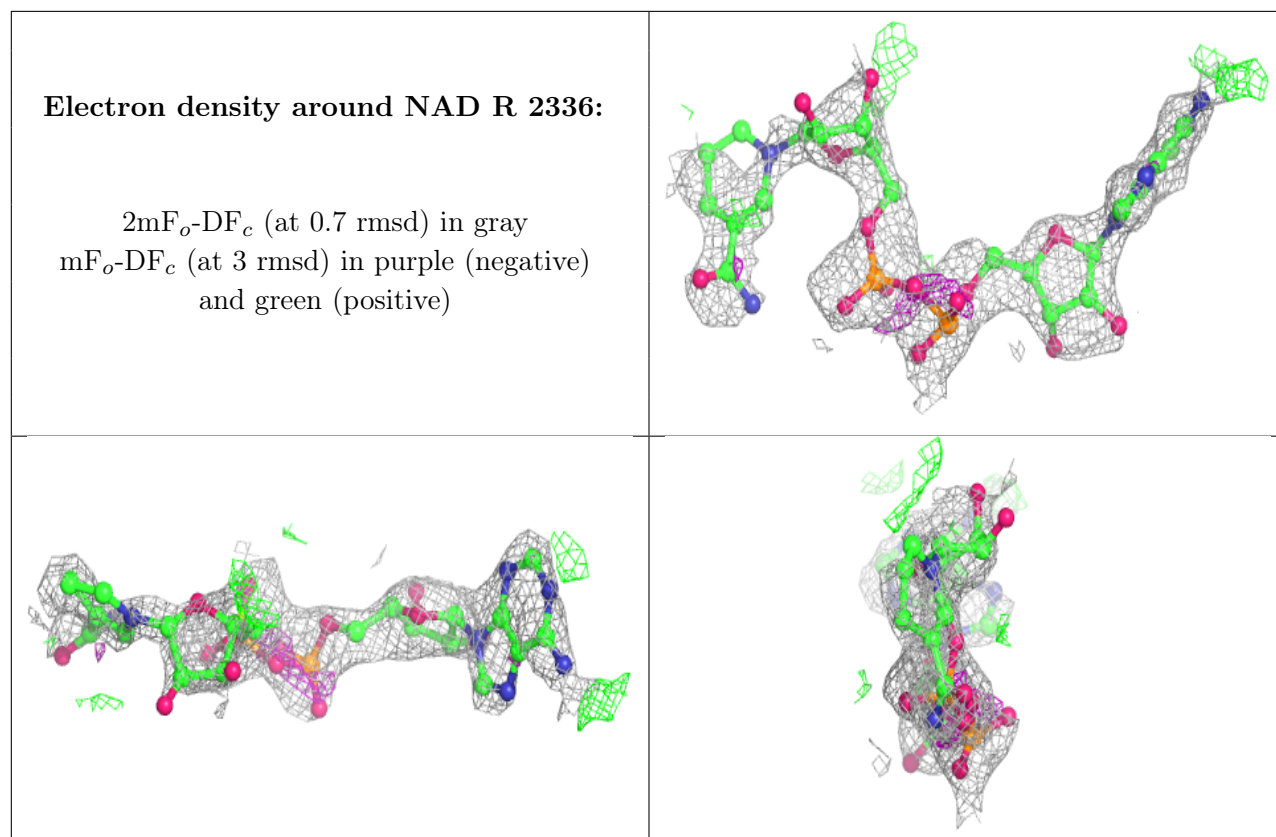 Electron density around NAD R 2336:
2mFo-DFc (at 0.7 rmsd) in gray
mFo-DFc (at 3 rmsd) in purple (negative)
and green (positive)